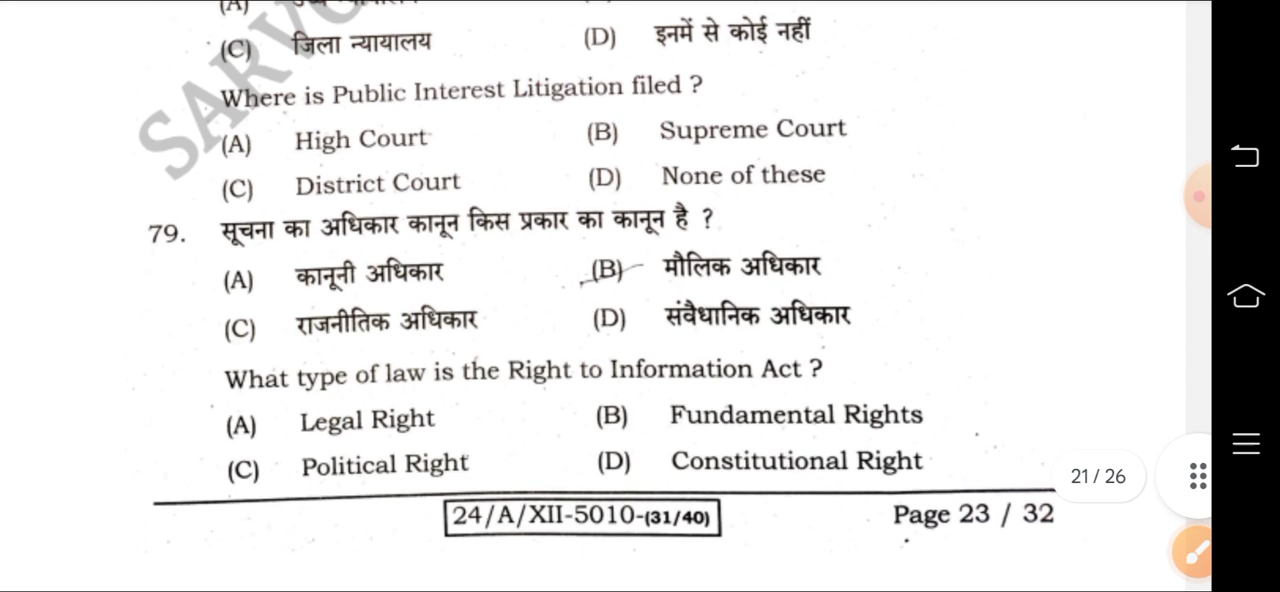 (A)
(C) जिला न्यायालय (D) इनमें से कोई नहीं
Where is Public Interest Litigation filed ?
(A) High Court (B) Supreme Court
(C) District Court (D) None of these
79. सूचना का अधिकार कानून किस प्रकार का कानून है ?
(A) कानूनी अधिकार (B) मौलिक अधिकार
(C) राजनीतिक अधिकार (D) संवैधानिक अधिकार
What type of law is the Right to Information Act ?
(A) Legal Right (B) Fundamental Rights
(C) Political Right (D) Constitutional Right
21 / 26
24/A/XII-5010-(31/40) Page 23 / 32